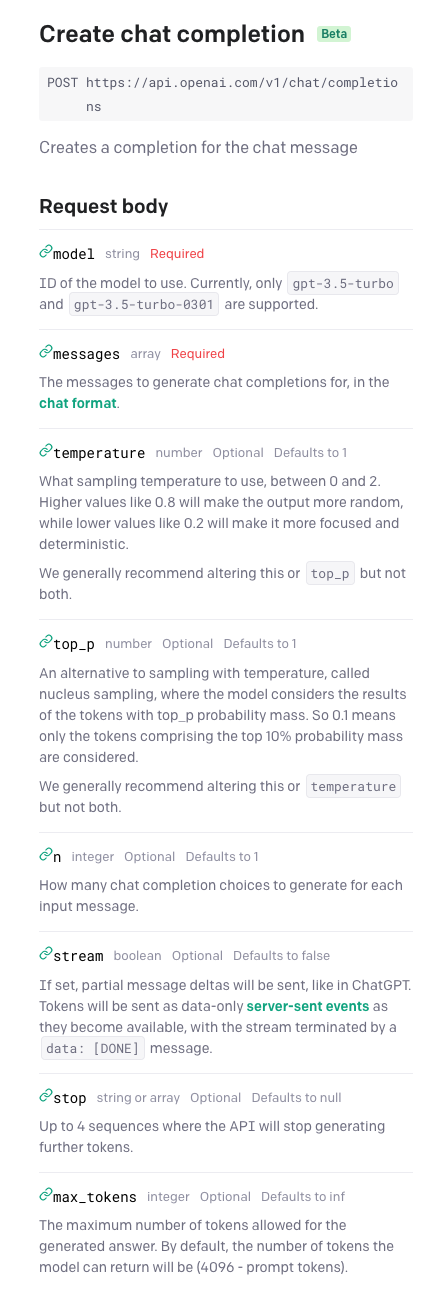 Create chat completion Beta
POST https://api.openai.com/v1/chat/completio
ns
Creates a completion for the chat message
Request body
model string Required
ID of the model to use. Currently, only gpt-3.5-turbo
and gpt-3.5-turbo-0301 are supported.
messages array Required
The messages to generate chat completions for, in the
chat format.
temperature number Optional Defaults to 1
What sampling temperature to use, between 0 and 2.
Higher values like 0.8 will make the output more random,
while lower values like 0.2 will make it more focused and
deterministic.
We generally recommend altering this or top_p but not
both.
top_p number Optional Defaults to 1
An alternative to sampling with temperature, called
nucleus sampling, where the model considers the results
of the tokens with top_p probability mass. So 0.1 means
only the tokens comprising the top 10% probability mass
are considered.
We generally recommend altering this or temperature
but not both.
n integer Optional Defaults to 1
How many chat completion choices to generate for each
input message.
stream boolean Optional Defaults to false
If set, partial message deltas will be sent, like in ChatGPT.
Tokens will be sent as data-only server-sent events as
they become available, with the stream terminated by a
data: [DONE] message.
stop string or array Optional Defaults to null
Up to 4 sequences where the API will stop generating
further tokens.
max_tokens integer Optional Defaults to inf
The maximum number of tokens allowed for the
generated answer. By default, the number of tokens the
model can return will be (4096 - prompt tokens).